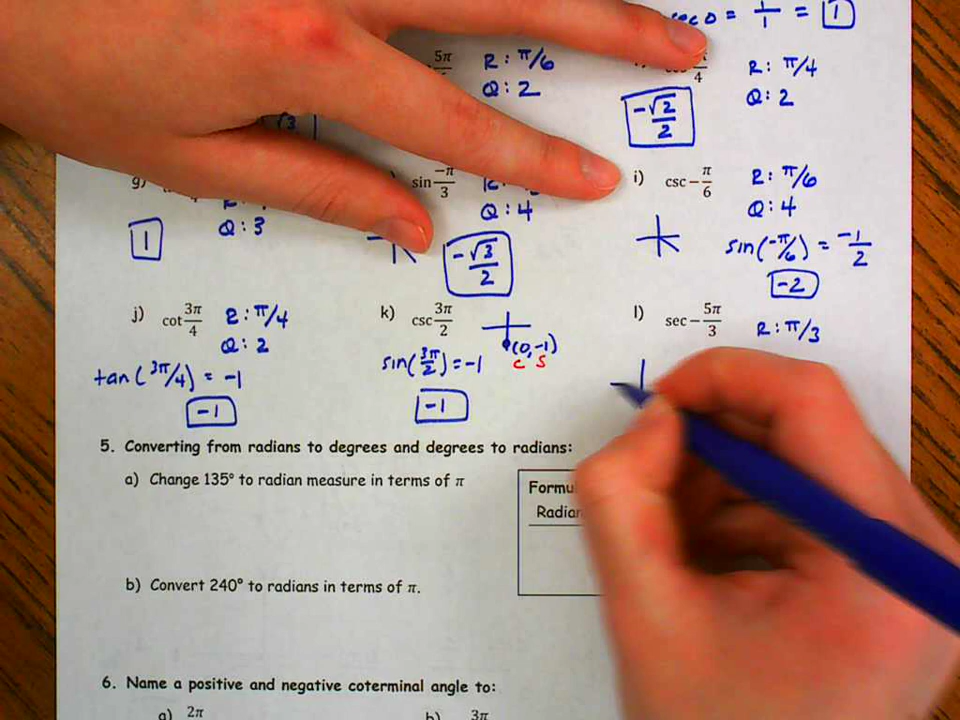 = 1/1 = 1
5π R: π/6
Q: 2
4 R: π/4
Q: 2
-√2/2
g)
Q: 3
1
sin -π/3
Q: 4
-√3/2
i) csc -π/6 R: π/6
Q: 4
sin(-π/6) = -1/2
-2
j) cot 3π/4 R: π/4
Q: 2
tan(3π/4) = -1
-1
k) csc 3π/2
(0,-1)
c s
sin(3π/2) = -1
-1
l) sec -5π/3 R: π/3
5. Converting from radians to degrees and degrees to radians:
a) Change 135° to radian measure in terms of π
b) Convert 240° to radians in terms of π.
6. Name a positive and negative coterminal angle to:
a) 2π
b) 3π